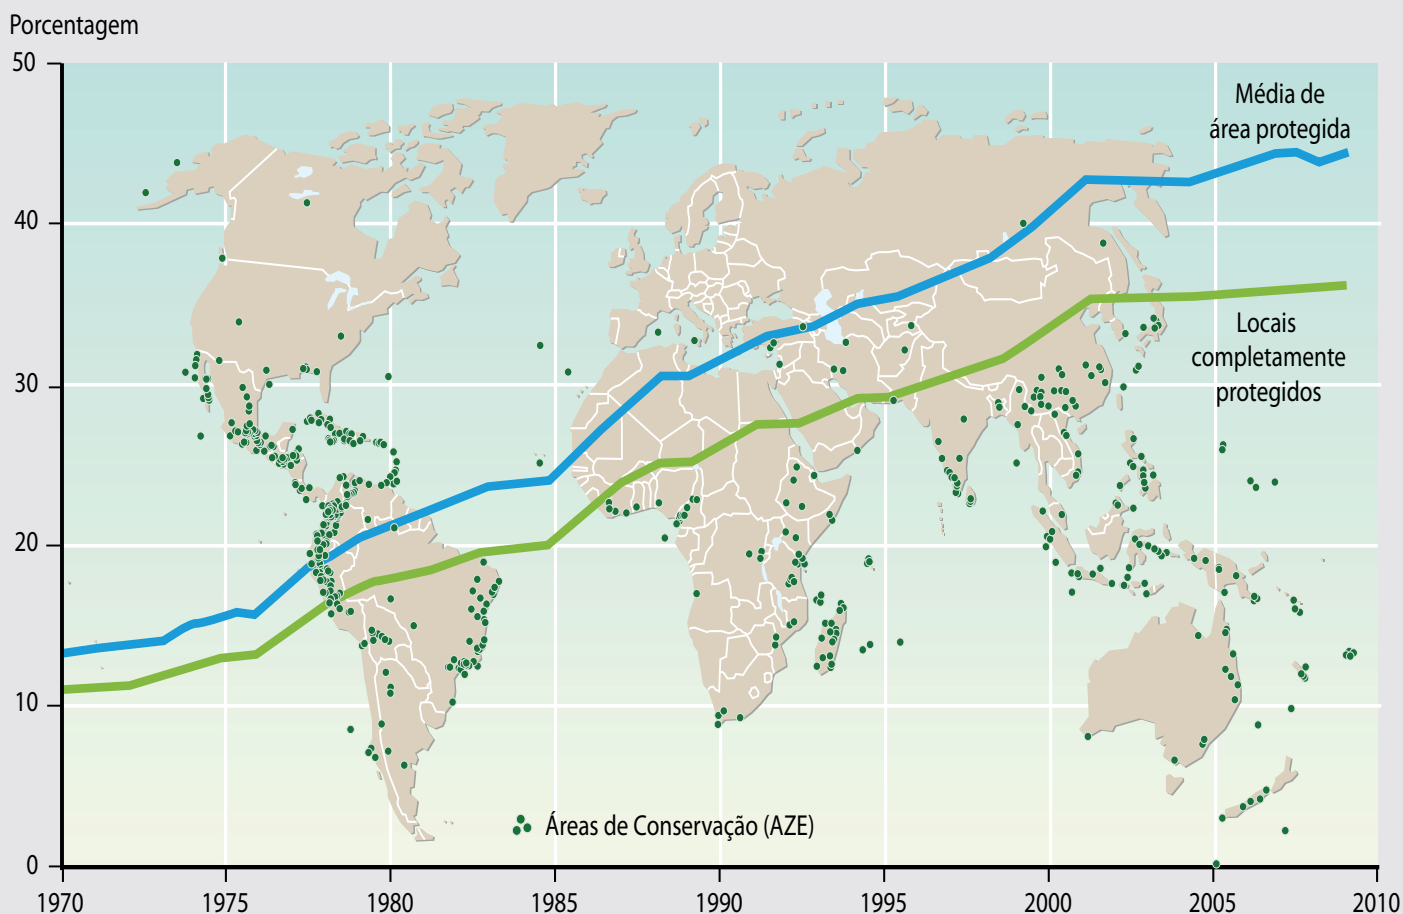 Porcentagem
50
40
30
20
10
0
Média de
área protegida
Locais
completamente
protegidos
Áreas de Conservação (AZE)
1970 1975 1980 1985 1990 1995 2000 2005 2010